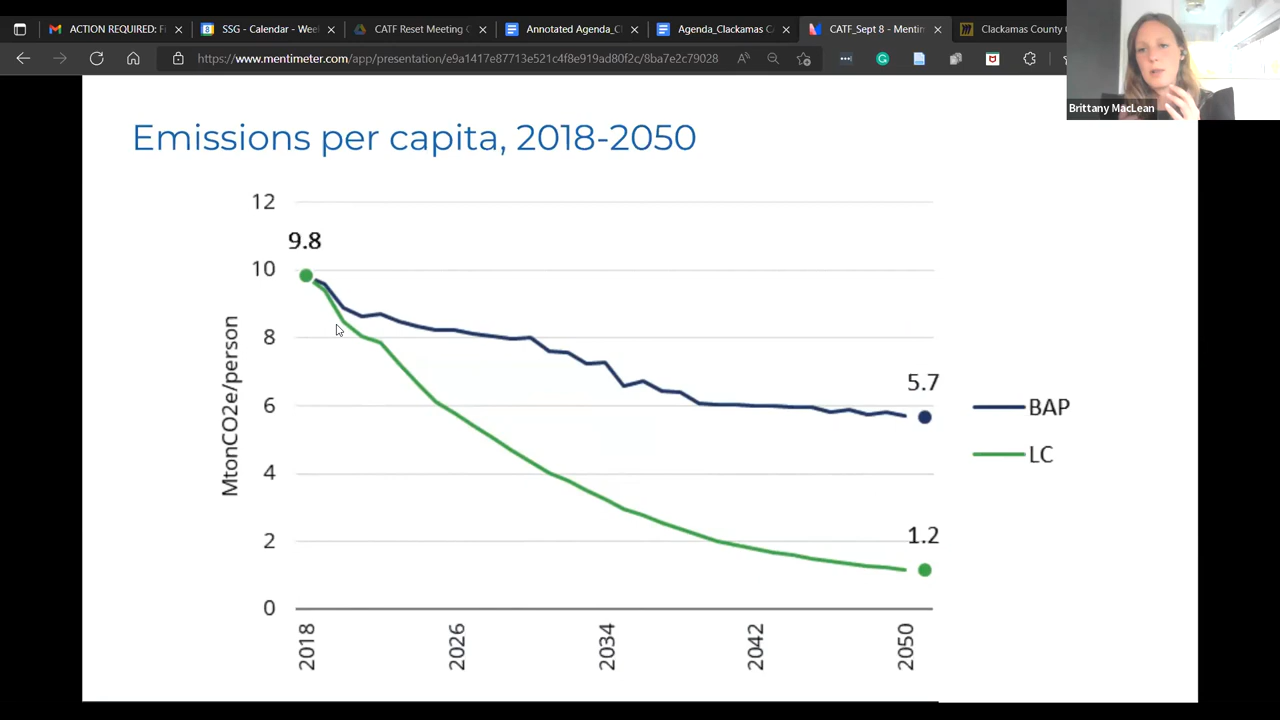 ACTION REQUIRED: Fi
SSG - Calendar - Wee
CATF Reset Meeting
Annotated Agenda_C
Agenda_Clackamas C
CATF_Sept 8 - Mentim
Clackamas County
https://www.mentimeter.com/app/presentation/e9a1417e87713e521c4f8e919ad80f2c/8ba7e2c79028
Brittany MacLean
Emissions per capita, 2018-2050
MtonCO2e/person
12
10
8
6
4
2
0
9.8
5.7
1.2
BAP
LC
2018
2026
2034
2042
2050